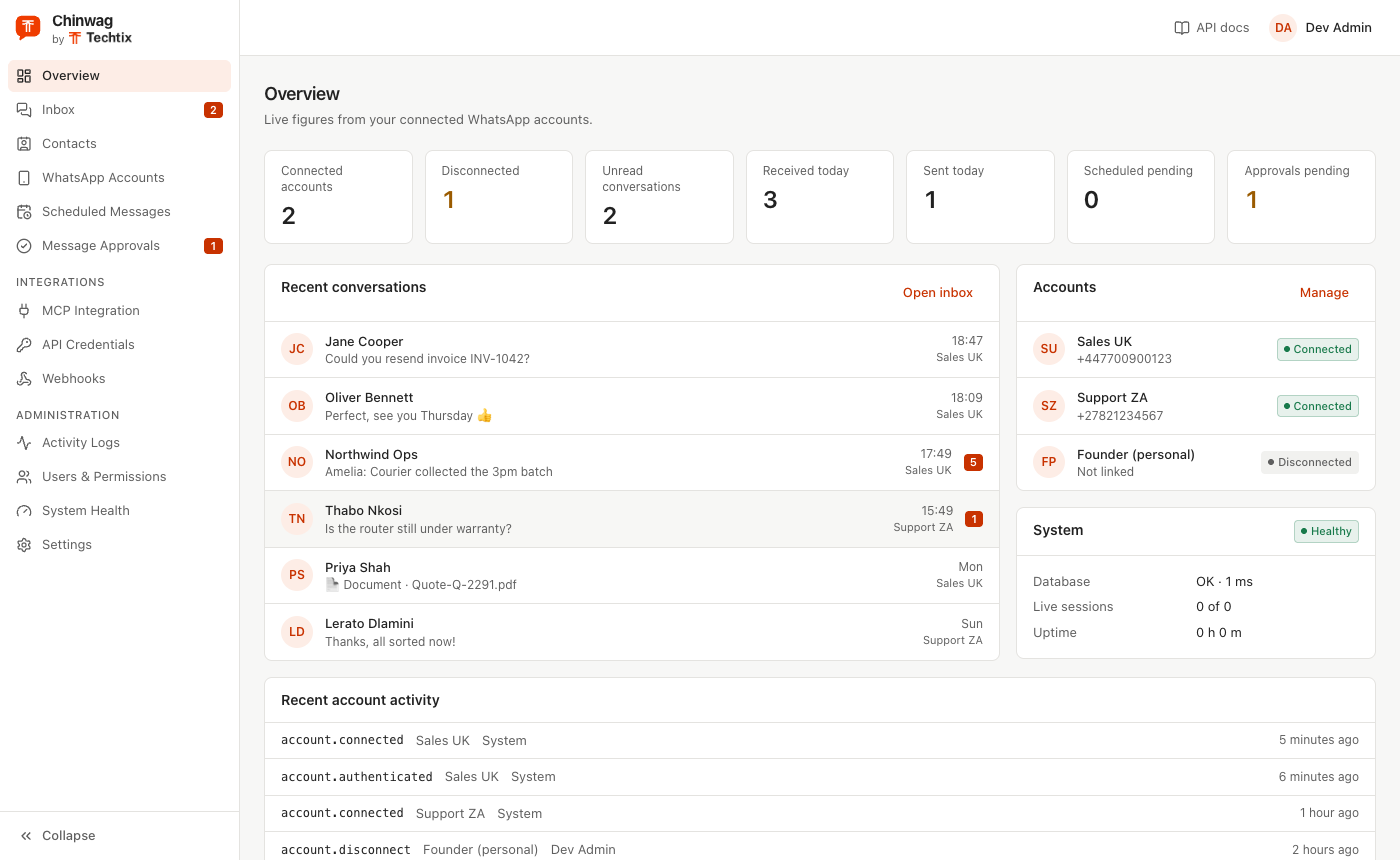 Chinwag
by Techtix
Overview
Inbox 2
Contacts
WhatsApp Accounts
Scheduled Messages
Message Approvals 1
INTEGRATIONS
MCP Integration
API Credentials
Webhooks
ADMINISTRATION
Activity Logs
Users & Permissions
System Health
Settings
Collapse
API docs DA Dev Admin
Overview
Live figures from your connected WhatsApp accounts.
Connected
accounts
2
Disconnected
1
Unread
conversations
2
Received today
3
Sent today
1
Scheduled pending
0
Approvals pending
1
Recent conversations Open inbox
JC Jane Cooper 18:47
Could you resend invoice INV-1042? Sales UK
OB Oliver Bennett 18:09
Perfect, see you Thursday 👍 Sales UK
NO Northwind Ops 17:49 5
Amelia: Courier collected the 3pm batch Sales UK
TN Thabo Nkosi 15:49 1
Is the router still under warranty? Support ZA
PS Priya Shah Mon
📄 Document · Quote-Q-2291.pdf Sales UK
LD Lerato Dlamini Sun
Thanks, all sorted now! Support ZA
Accounts Manage
SU Sales UK Connected
+447700900123
SZ Support ZA Connected
+27821234567
FP Founder (personal) Disconnected
Not linked
System Healthy
Database OK · 1 ms
Live sessions 0 of 0
Uptime 0 h 0 m
Recent account activity
account.connected Sales UK System 5 minutes ago
account.authenticated Sales UK System 6 minutes ago
account.connected Support ZA System 1 hour ago
account.disconnect Founder (personal) Dev Admin 2 hours ago